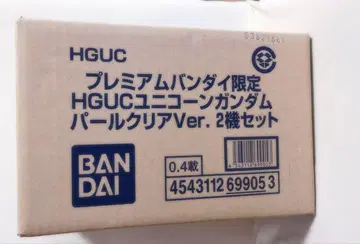 HGUC
プレミアムバンダイ限定
HGUCユニコーンガンダム
パールクリアVer. 2機セット
BAN
DAI
0.4載
4543112 69905 3